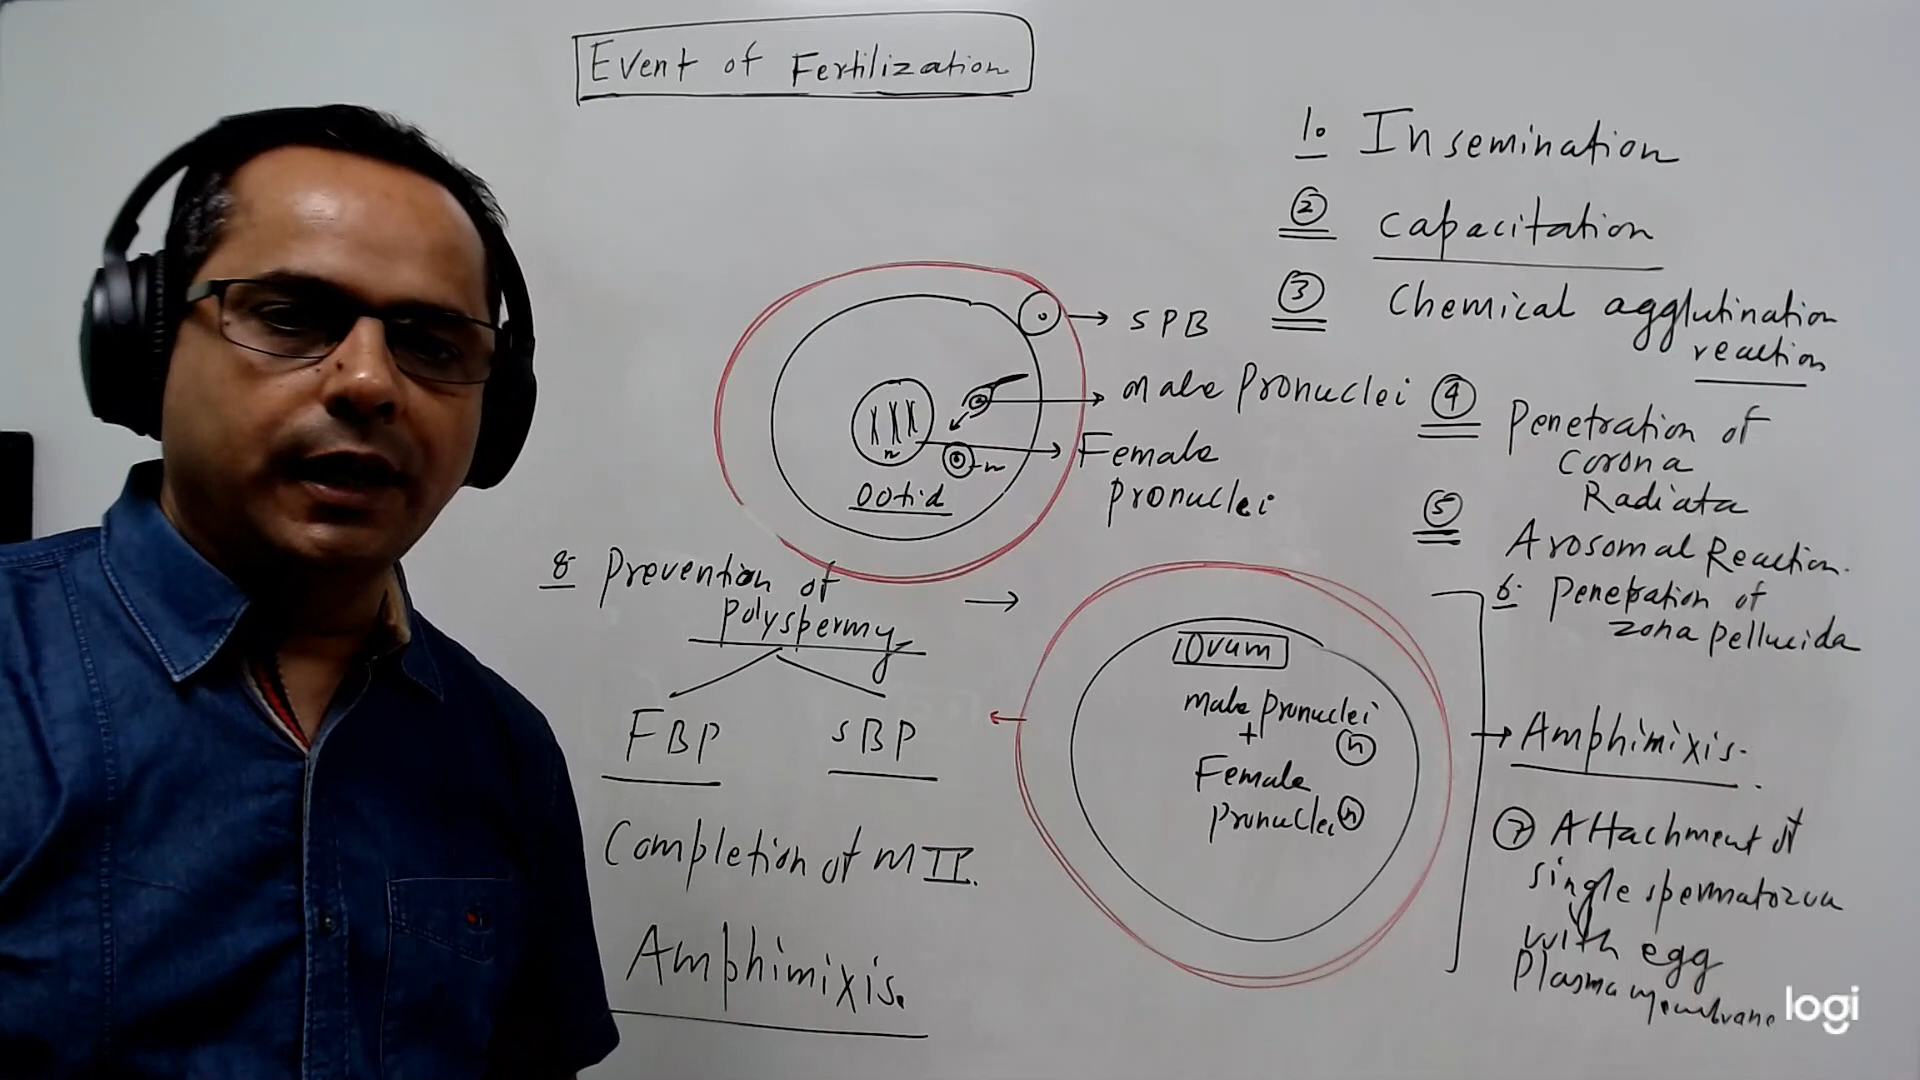 Event of Fertilization
1. Insemination
2 Capacitation
3 Chemical agglutination
reaction
SPB
male Pronuclei
Female
Pronuclei
n
n
Ootid
4 Penetration of
Corona
Radiata
5 Arosomal Reaction.
6. Penetration of
zona pellucida
Amphimixis.
7 Attachment of
single spermatozoa
with egg
Plasma membrane
8 Prevention of
polyspermy
FBP
SBP
Completion of M II.
Amphimixis.
Ovum
male pronuclei
+ n
Female
pronuclei n
logi